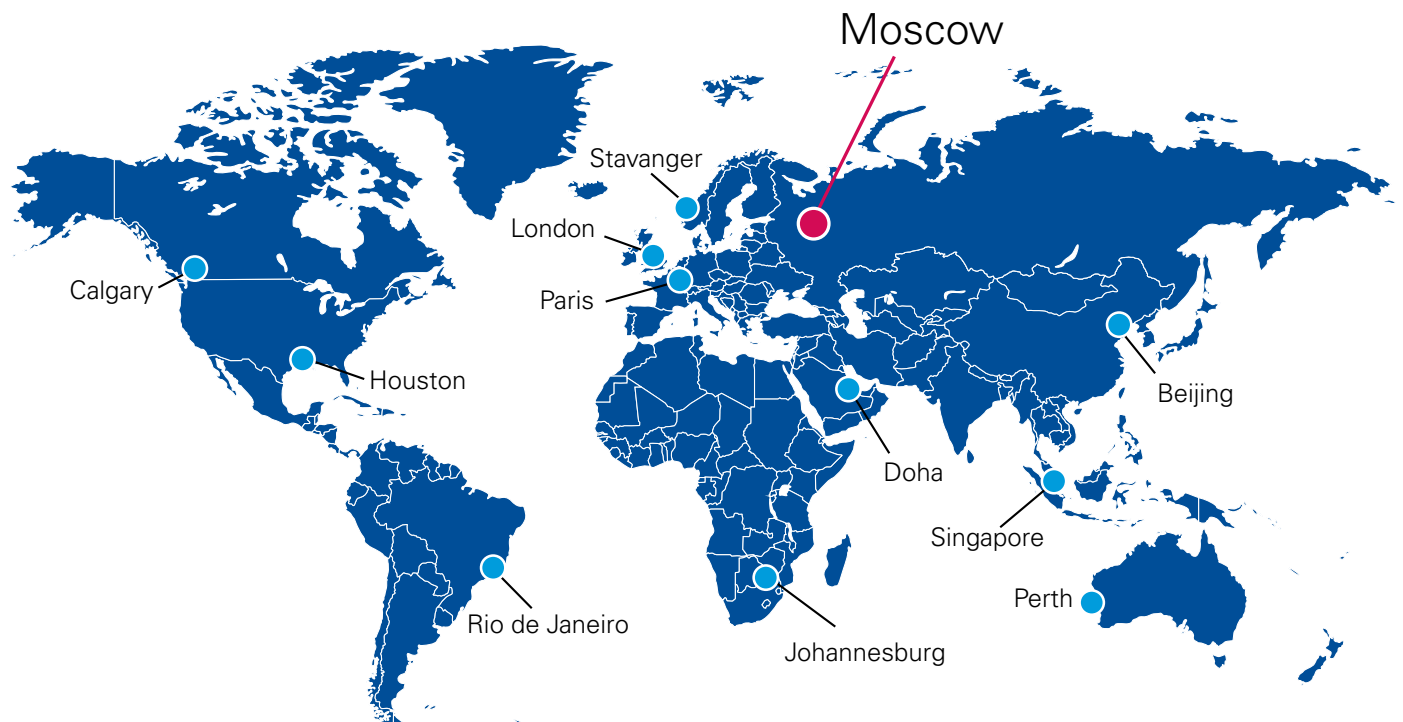 Moscow
Stavanger
London
Calgary
Paris
Houston
Beijing
Doha
Singapore
Perth
Rio de Janeiro
Johannesburg